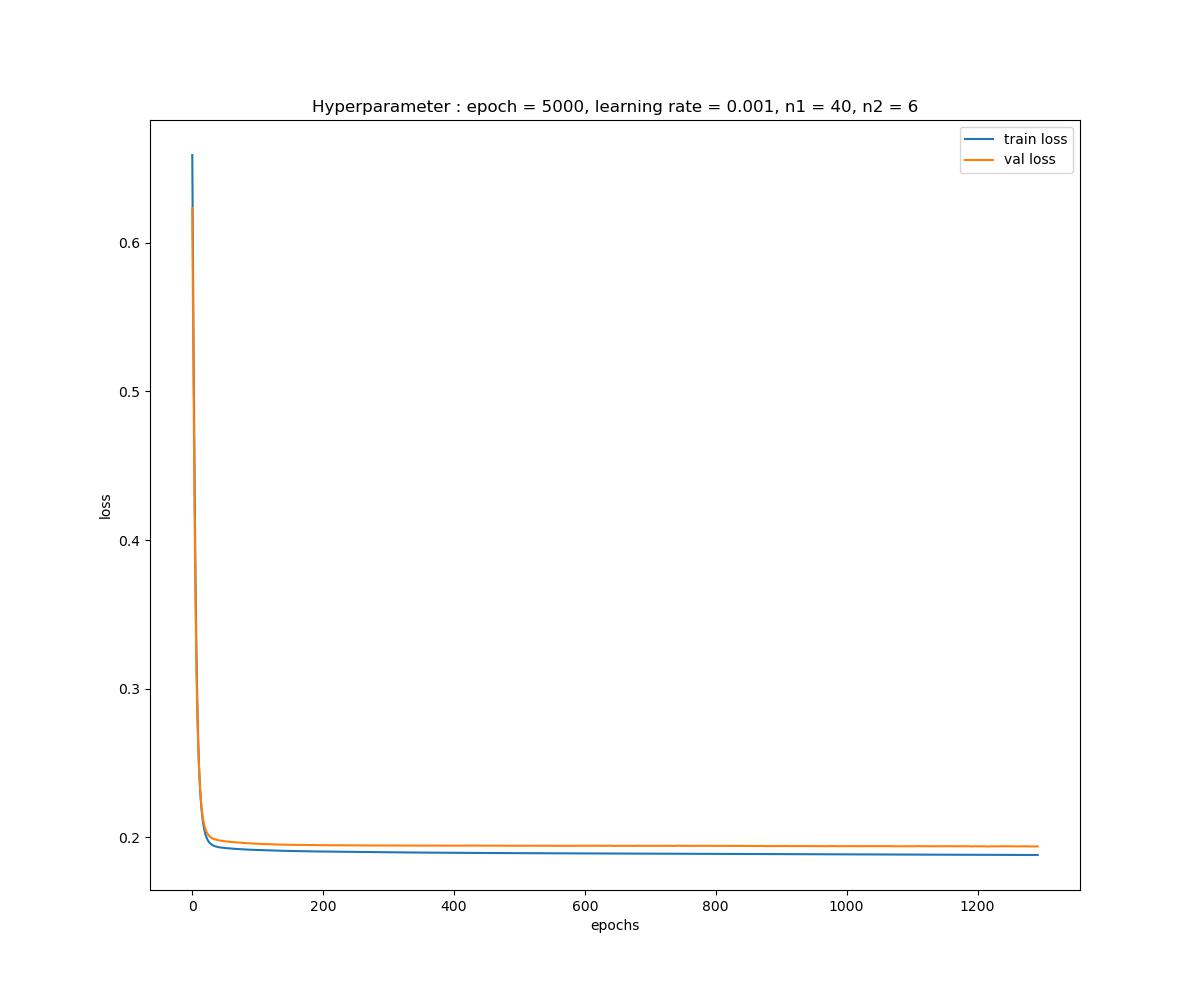 Hyperparameter : epoch = 5000, learning rate = 0.001, n1 = 40, n2 = 6
train loss
val loss
0.6
0.5
0.4
0.3
0.2
loss
0 200 400 600 800 1000 1200
epochs